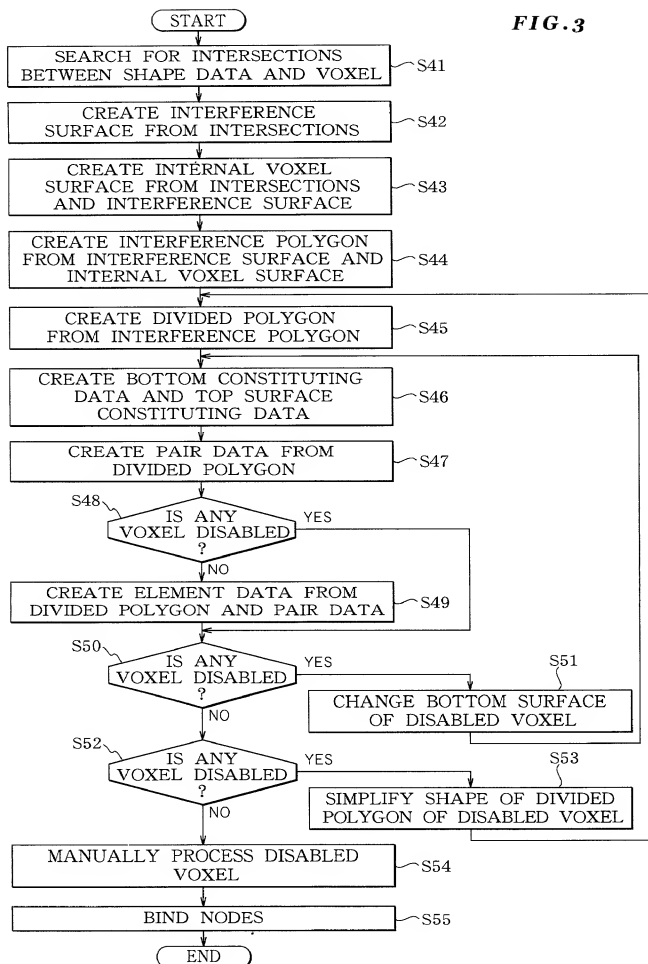 FIG.3
START
SEARCH FOR INTERSECTIONS
BETWEEN SHAPE DATA AND VOXEL
S41
CREATE INTERFERENCE
SURFACE FROM INTERSECTIONS
S42
CREATE INTERNAL VOXEL
SURFACE FROM INTERSECTIONS
AND INTERFERENCE SURFACE
S43
CREATE INTERFERENCE POLYGON
FROM INTERFERENCE SURFACE AND
INTERNAL VOXEL SURFACE
S44
CREATE DIVIDED POLYGON
FROM INTERFERENCE POLYGON
S45
CREATE BOTTOM CONSTITUTING
DATA AND TOP SURFACE
CONSTITUTING DATA
S46
CREATE PAIR DATA FROM
DIVIDED POLYGON
S47
S48
IS ANY
VOXEL DISABLED
?
YES
NO
CREATE ELEMENT DATA FROM
DIVIDED POLYGON AND PAIR DATA
S49
S50
IS ANY
VOXEL DISABLED
?
YES
NO
S51
CHANGE BOTTOM SURFACE
OF DISABLED VOXEL
S52
IS ANY
VOXEL DISABLED
?
YES
NO
S53
SIMPLIFY SHAPE OF DIVIDED
POLYGON OF DISABLED VOXEL
MANUALLY PROCESS DISABLED
VOXEL
S54
BIND NODES
S55
END